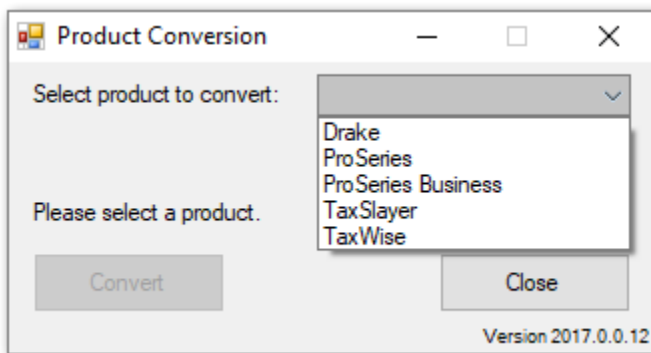 Product Conversion
Select product to convert:
Drake
ProSeries
ProSeries Business
TaxSlayer
TaxWise
Please select a product.
Convert
Close
Version 2017.0.0.12